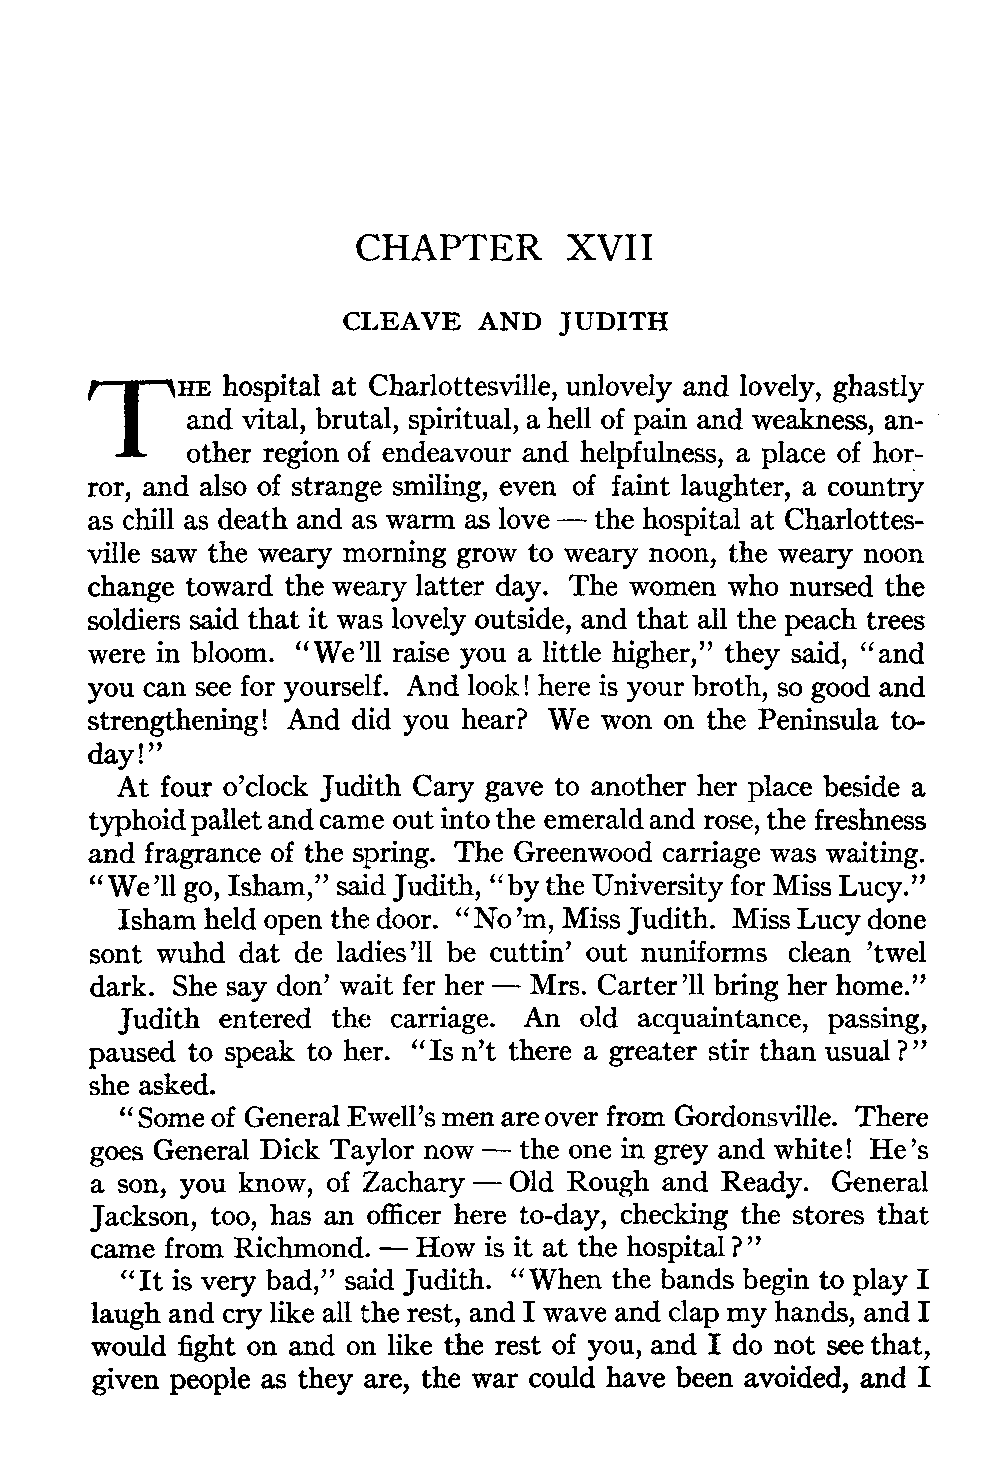 CHAPTER XVII
CLEAVE AND JUDITH
THE hospital at Charlottesville, unlovely and lovely, ghastly
and vital, brutal, spiritual, a hell of pain and weakness, an-
other region of endeavour and helpfulness, a place of hor-
ror, and also of strange smiling, even of faint laughter, a country
as chill as death and as warm as love — the hospital at Charlottes-
ville saw the weary morning grow to weary noon, the weary noon
change toward the weary latter day. The women who nursed the
soldiers said that it was lovely outside, and that all the peach trees
were in bloom. “We’ll raise you a little higher,” they said, “and
you can see for yourself. And look! here is your broth, so good and
strengthening! And did you hear? We won on the Peninsula to-
day!”
At four o’clock Judith Cary gave to another her place beside a
typhoid pallet and came out into the emerald and rose, the freshness
and fragrance of the spring. The Greenwood carriage was waiting.
“We’ll go, Isham,” said Judith, “by the University for Miss Lucy.”
Isham held open the door. “No’m, Miss Judith. Miss Lucy done
sont wuhd dat de ladies’ll be cuttin’ out nuniforms clean ’twel
dark. She say don’ wait fer her — Mrs. Carter’ll bring her home.”
Judith entered the carriage. An old acquaintance, passing,
paused to speak to her. “Is n’t there a greater stir than usual?”
she asked.
“Some of General Ewell’s men are over from Gordonsville. There
goes General Dick Taylor now — the one in grey and white! He’s
a son, you know, of Zachary — Old Rough and Ready. General
Jackson, too, has an officer here to-day, checking the stores that
came from Richmond. — How is it at the hospital?”
“It is very bad,” said Judith. “When the bands begin to play I
laugh and cry like all the rest, and I wave and clap my hands, and I
would fight on and on like the rest of you, and I do not see that,
given people as they are, the war could have been avoided, and I